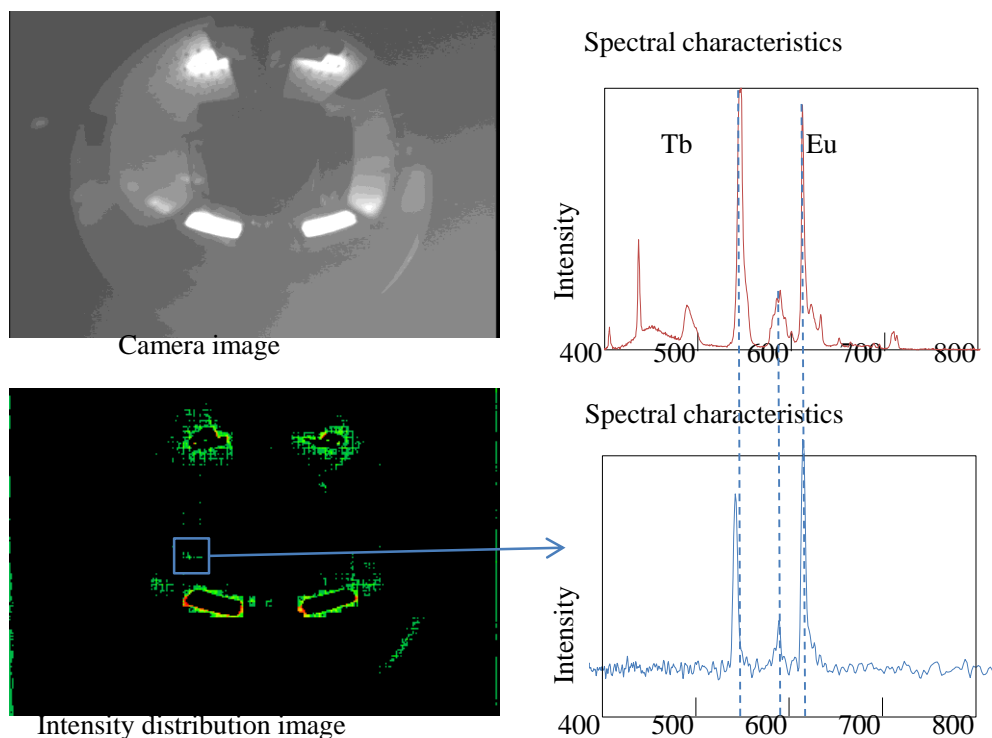 Spectral characteristics
Tb
Eu
Intensity
400 500 600 700 800
Camera image
Spectral characteristics
Intensity
400 500 600 700 800
Intensity distribution image